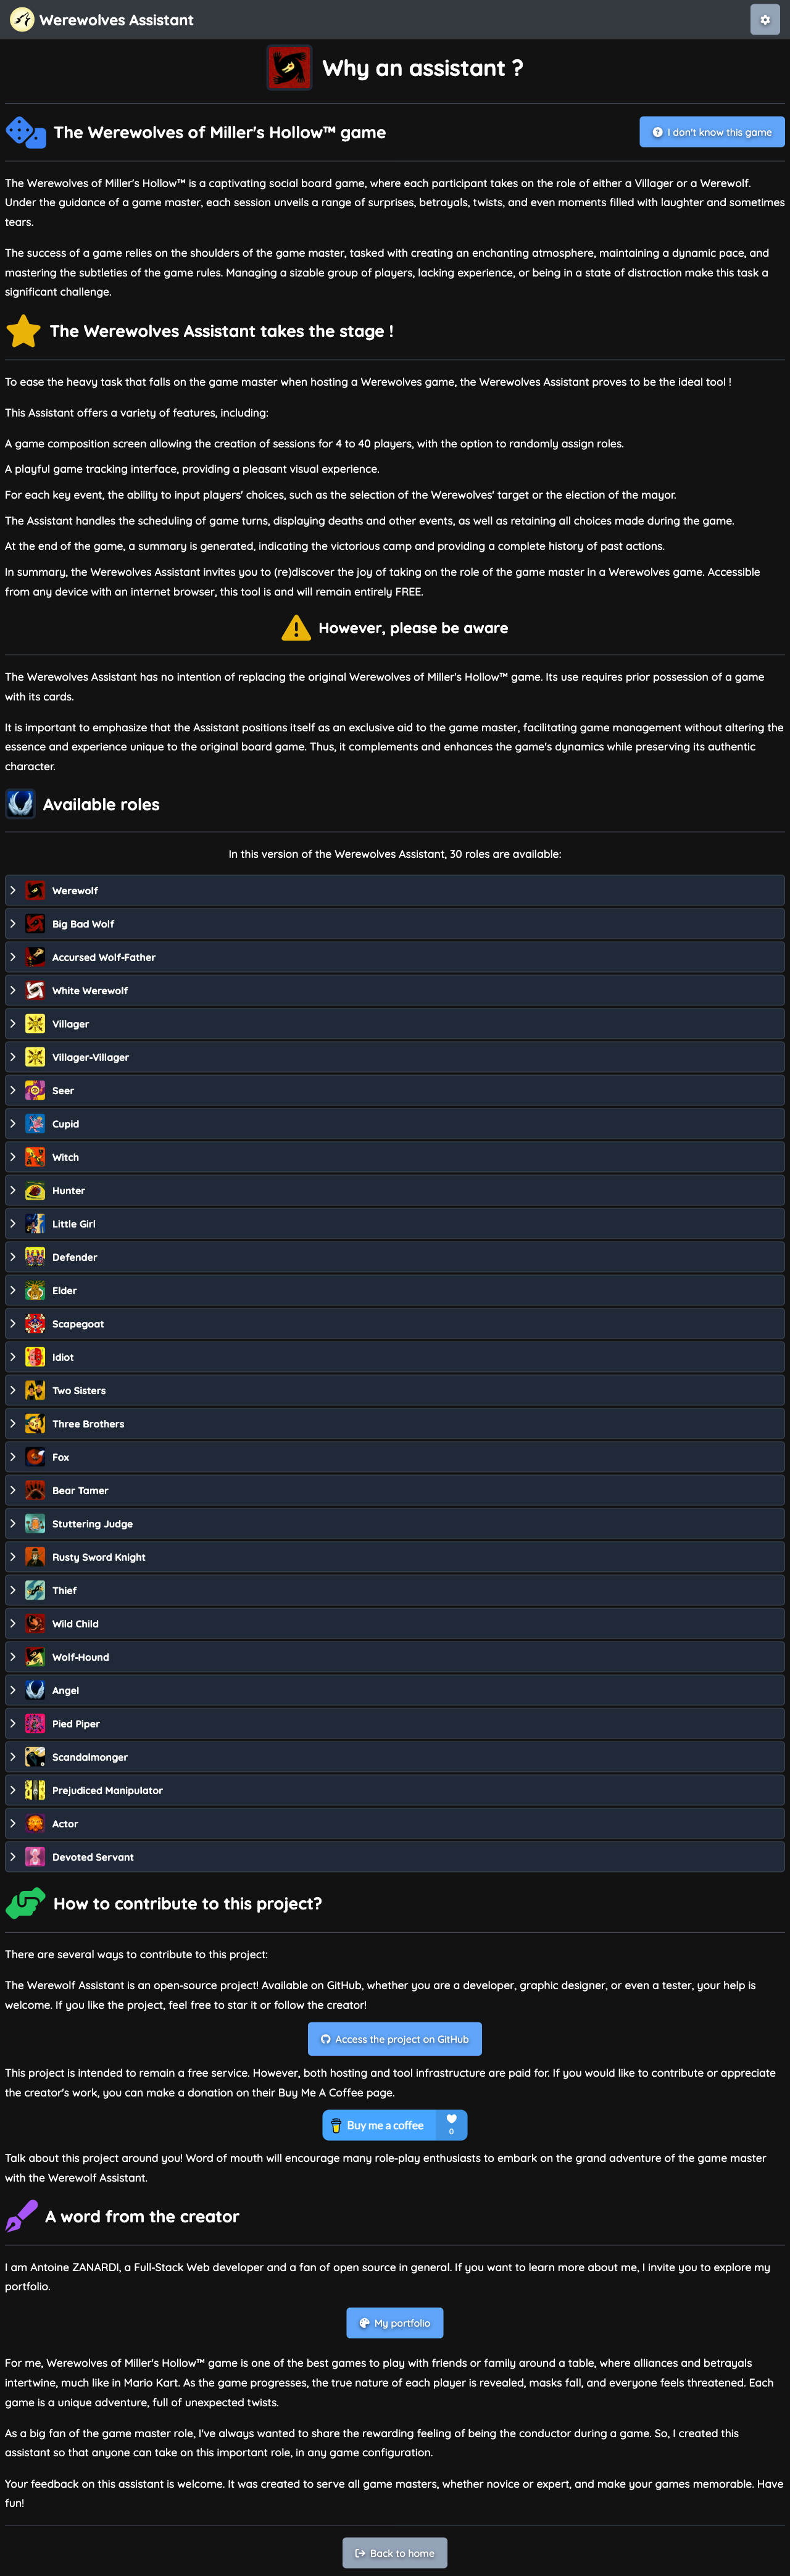 Werewolves Assistant
Why an assistant ?
The Werewolves of Miller's Hollow™ game
I don't know this game
The Werewolves of Miller's Hollow™ is a captivating social board game, where each participant takes on the role of either a Villager or a Werewolf.
Under the guidance of a game master, each session unveils a range of surprises, betrayals, twists, and even moments filled with laughter and sometimes
tears.
The success of a game relies on the shoulders of the game master, tasked with creating an enchanting atmosphere, maintaining a dynamic pace, and
mastering the subtleties of the game rules. Managing a sizable group of players, lacking experience, or being in a state of distraction make this task a
significant challenge.
The Werewolves Assistant takes the stage !
To ease the heavy task that falls on the game master when hosting a Werewolves game, the Werewolves Assistant proves to be the ideal tool !
This Assistant offers a variety of features, including:
A game composition screen allowing the creation of sessions for 4 to 40 players, with the option to randomly assign roles.
A playful game tracking interface, providing a pleasant visual experience.
For each key event, the ability to input players' choices, such as the selection of the Werewolves' target or the election of the mayor.
The Assistant handles the scheduling of game turns, displaying deaths and other events, as well as retaining all choices made during the game.
At the end of the game, a summary is generated, indicating the victorious camp and providing a complete history of past actions.
In summary, the Werewolves Assistant invites you to (re)discover the joy of taking on the role of the game master in a Werewolves game. Accessible
from any device with an internet browser, this tool is and will remain entirely FREE.
However, please be aware
The Werewolves Assistant has no intention of replacing the original Werewolves of Miller's Hollow™ game. Its use requires prior possession of a game
with its cards.
It is important to emphasize that the Assistant positions itself as an exclusive aid to the game master, facilitating game management without altering the
essence and experience unique to the original board game. Thus, it complements and enhances the game's dynamics while preserving its authentic
character.
Available roles
In this version of the Werewolves Assistant, 30 roles are available:
Werewolf
Big Bad Wolf
Accursed Wolf-Father
White Werewolf
Villager
Villager-Villager
Seer
Cupid
Witch
Hunter
Little Girl
Defender
Elder
Scapegoat
Idiot
Two Sisters
Three Brothers
Fox
Bear Tamer
Stuttering Judge
Rusty Sword Knight
Thief
Wild Child
Wolf-Hound
Angel
Pied Piper
Scandalmonger
Prejudiced Manipulator
Actor
Devoted Servant
How to contribute to this project?
There are several ways to contribute to this project:
The Werewolf Assistant is an open-source project! Available on GitHub, whether you are a developer, graphic designer, or even a tester, your help is
welcome. If you like the project, feel free to star it or follow the creator!
Access the project on GitHub
This project is intended to remain a free service. However, both hosting and tool infrastructure are paid for. If you would like to contribute or appreciate
the creator's work, you can make a donation on their Buy Me A Coffee page.
Buy me a coffee
0
Talk about this project around you! Word of mouth will encourage many role-play enthusiasts to embark on the grand adventure of the game master
with the Werewolf Assistant.
A word from the creator
I am Antoine ZANARDI, a Full-Stack Web developer and a fan of open source in general. If you want to learn more about me, I invite you to explore my
portfolio.
My portfolio
For me, Werewolves of Miller's Hollow™ game is one of the best games to play with friends or family around a table, where alliances and betrayals
intertwine, much like in Mario Kart. As the game progresses, the true nature of each player is revealed, masks fall, and everyone feels threatened. Each
game is a unique adventure, full of unexpected twists.
As a big fan of the game master role, I've always wanted to share the rewarding feeling of being the conductor during a game. So, I created this
assistant so that anyone can take on this important role, in any game configuration.
Your feedback on this assistant is welcome. It was created to serve all game masters, whether novice or expert, and make your games memorable. Have
fun!
Back to home